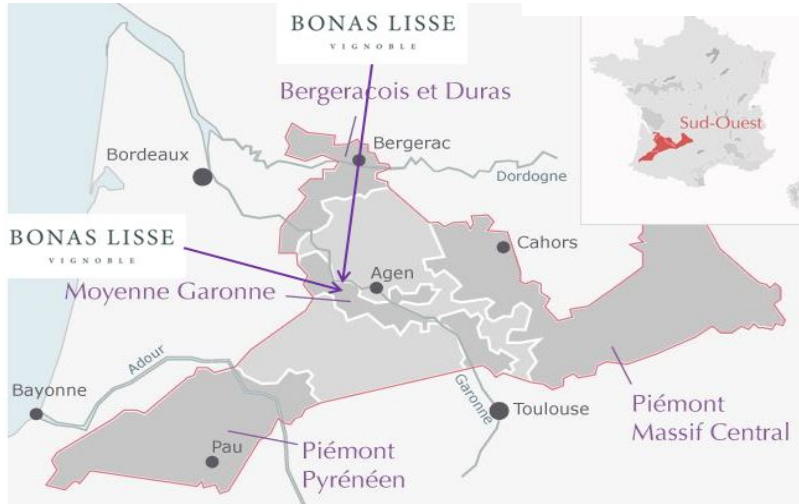 BONAS LISSE
VIGNOBLE
Bergeracois et Duras
Bergerac
Bordeaux
Dordogne
Sud-Ouest
BONAS LISSE
VIGNOBLE
Cahors
Agen
Moyenne Garonne
Adour
Bayonne
Garonne
Toulouse
Piémont
Massif Central
Pau
Piémont
Pyrénéen